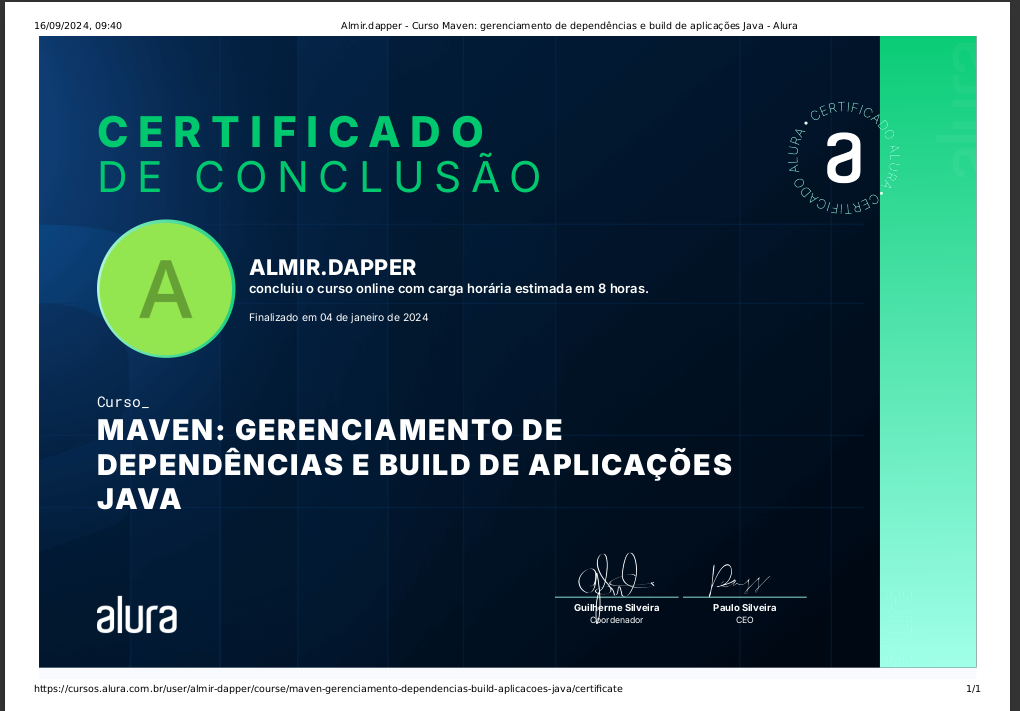 16/09/2024, 09:40 Almir.dapper - Curso Maven: gerenciamento de dependências e build de aplicações Java - Alura
CERTIFICADO
DE CONCLUSÃO
CERTIFICADO ALURA • CERTIFICADO ALURA •
a
A
ALMIR.DAPPER
concluiu o curso online com carga horária estimada em 8 horas.
Finalizado em 04 de janeiro de 2024
Curso_
MAVEN: GERENCIAMENTO DE
DEPENDÊNCIAS E BUILD DE APLICAÇÕES
JAVA
alura
Guilherme Silveira Paulo Silveira
Coordenador CEO
https://cursos.alura.com.br/user/almir-dapper/course/maven-gerenciamento-dependencias-build-aplicacoes-java/certificate 1/1